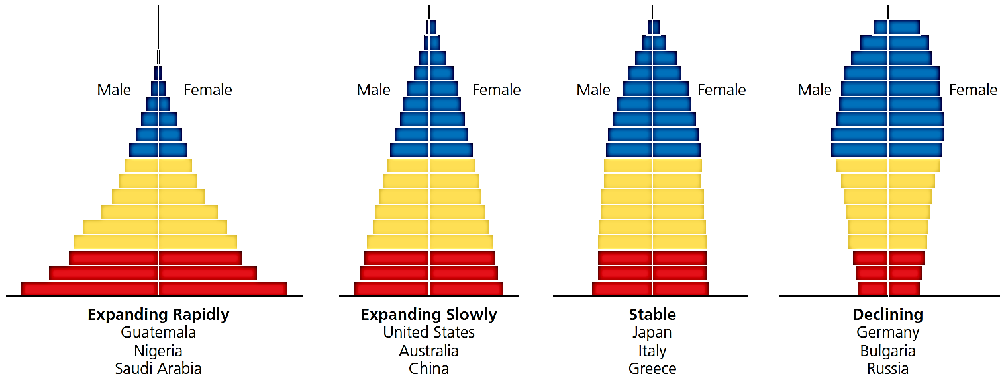 Male Female
Male Female
Male Female
Male Female
Expanding Rapidly
Guatemala
Nigeria
Saudi Arabia
Expanding Slowly
United States
Australia
China
Stable
Japan
Italy
Greece
Declining
Germany
Bulgaria
Russia